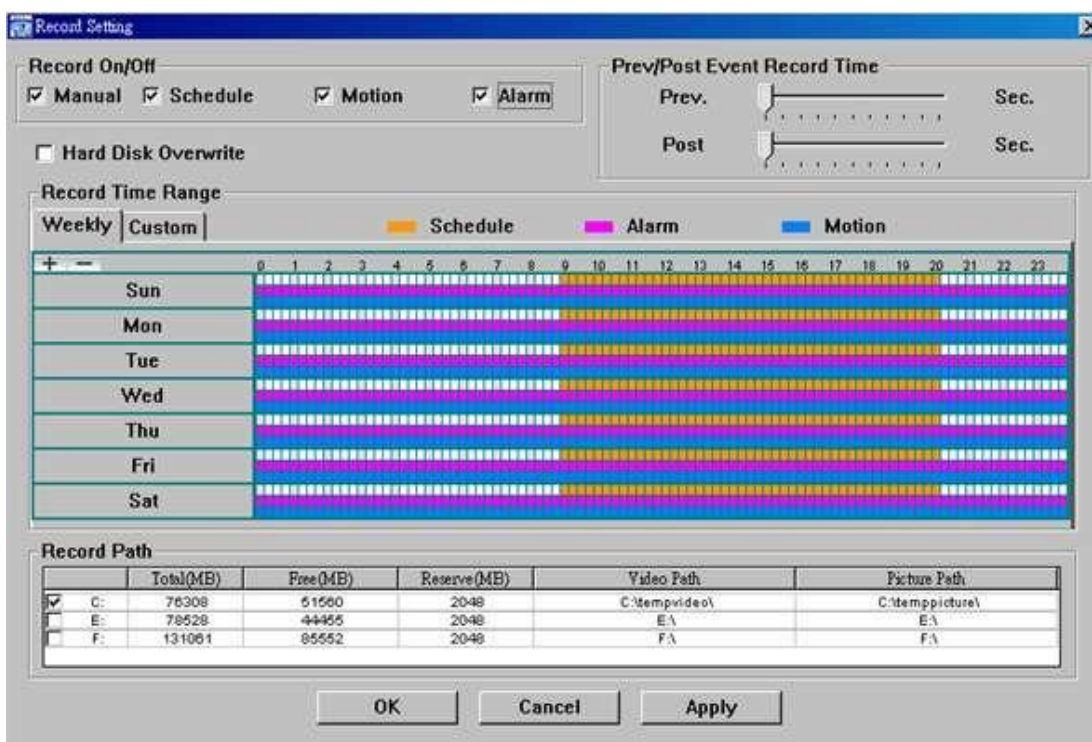 Record Setting
Record On/Off
Manual Schedule Motion Alarm
Prev/Post Event Record Time
Prev. Sec.
Post Sec.
Hard Disk Overwrite
Record Time Range
Weekly Custom Schedule Alarm Motion
+ - 0 1 2 3 4 5 6 7 8 9 10 11 12 13 14 15 16 17 18 19 20 21 22 23
Sun
Mon
Tue
Wed
Thu
Fri
Sat
Record Path
Total(MB) Free(MB) Reserve(MB) Video Path Picture Path
C: 76308 51560 2048 C:\tempvideo\ C:\temppicture\
E: 78528 44455 2048 E:\ E:\
F: 131061 85552 2048 F:\ F:\
OK Cancel Apply